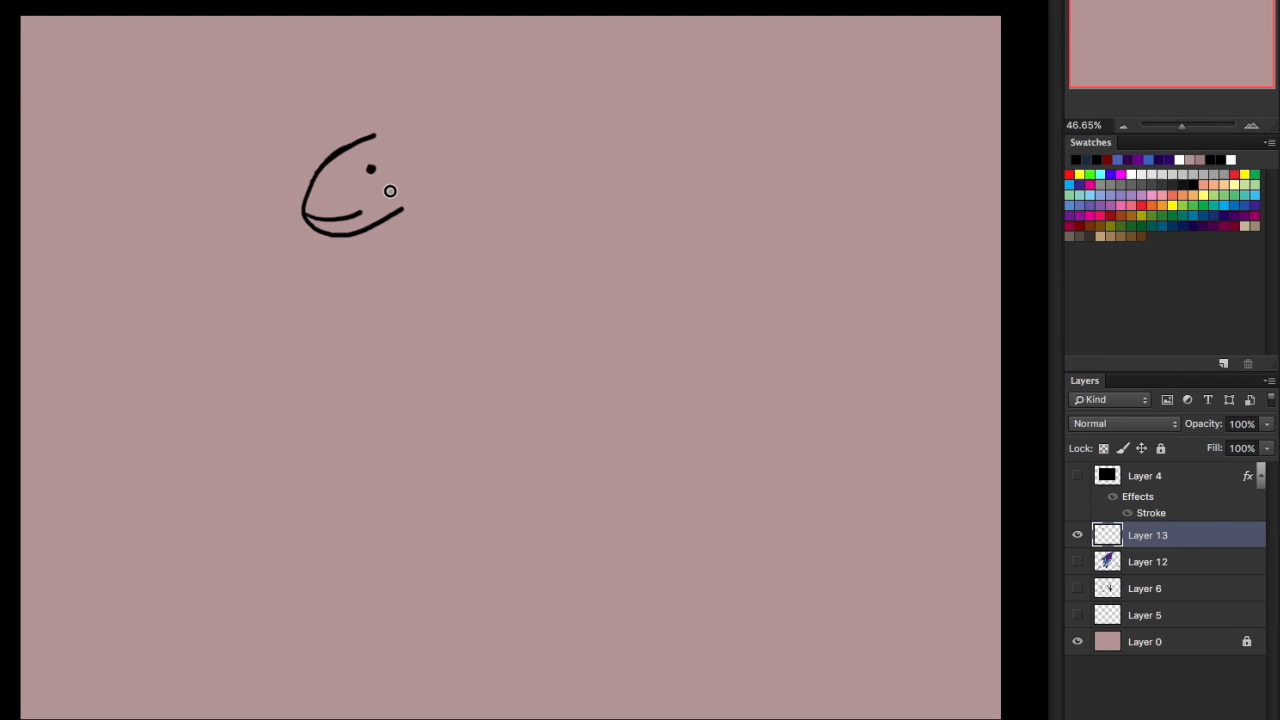 46.65%
Swatches
Layers
Kind
Normal Opacity: 100%
Lock: Fill: 100%
Layer 4 fx
Effects
Stroke
Layer 13
Layer 12
Layer 6
Layer 5
Layer 0